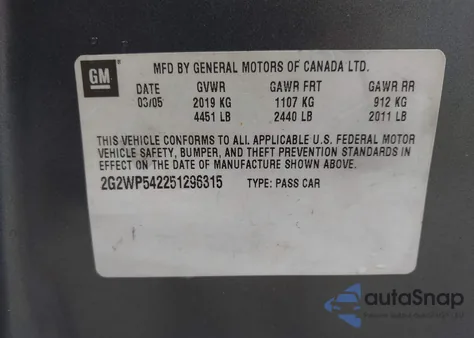 MFD BY GENERAL MOTORS OF CANADA LTD.
GM
DATE GVWR GAWR FRT GAWR RR
03/05 2019 KG 1107 KG 912 KG
4451 LB 2440 LB 2011 LB
THIS VEHICLE CONFORMS TO ALL APPLICABLE U.S. FEDERAL MOTOR
VEHICLE SAFETY, BUMPER, AND THEFT PREVENTION STANDARDS IN
EFFECT ON THE DATE OF MANUFACTURE SHOWN ABOVE.
2G2WP542251296315 TYPE: PASS CAR
autoSnap